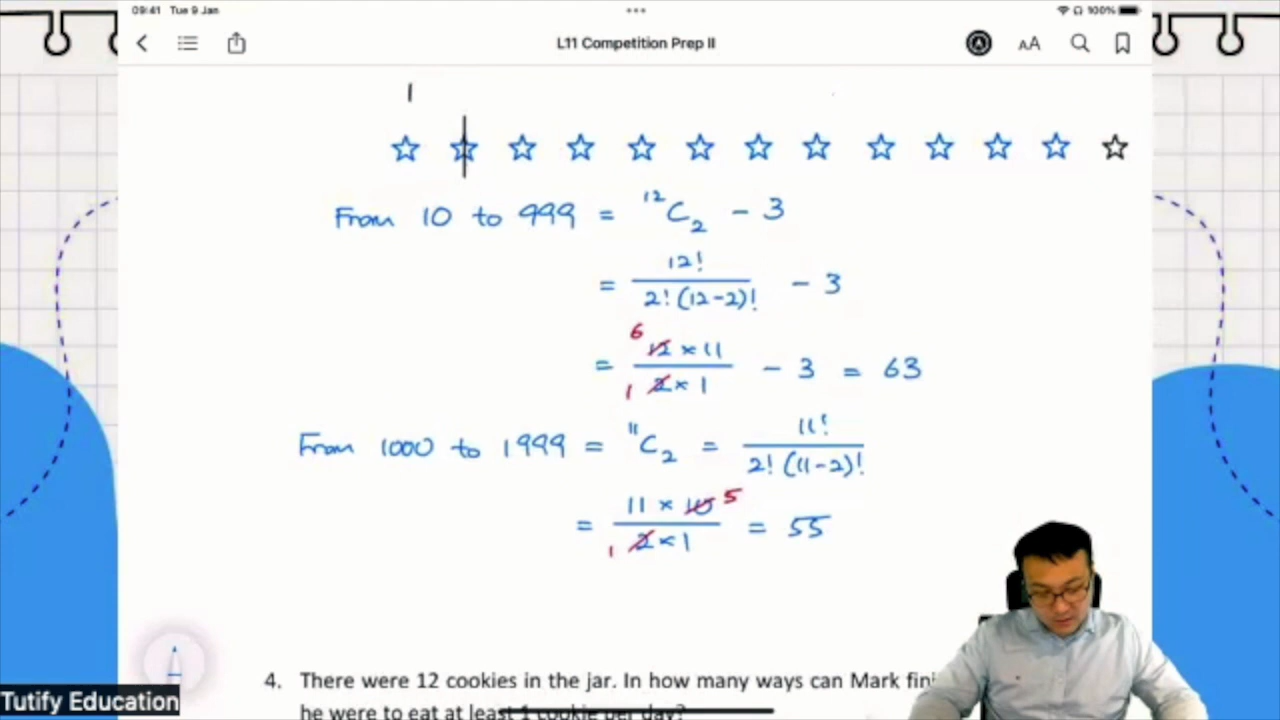 09:41 Tue 9 Jan
100%
L11 Competition Prep II
AA
1
From 10 to 999 = ¹²C₂ - 3
= 12! / 2! (12-2)! - 3
6
= 12 × 11 / 2 × 1 - 3 = 63
1
From 1000 to 1999 = ¹¹C₂ = 11! / 2! (11-2)!
= 11 × 10 5 / 2 × 1 = 55
1
4. There were 12 cookies in the jar. In how many ways can Mark
he were to eat at least 1 cookie per day?
Tutify Education